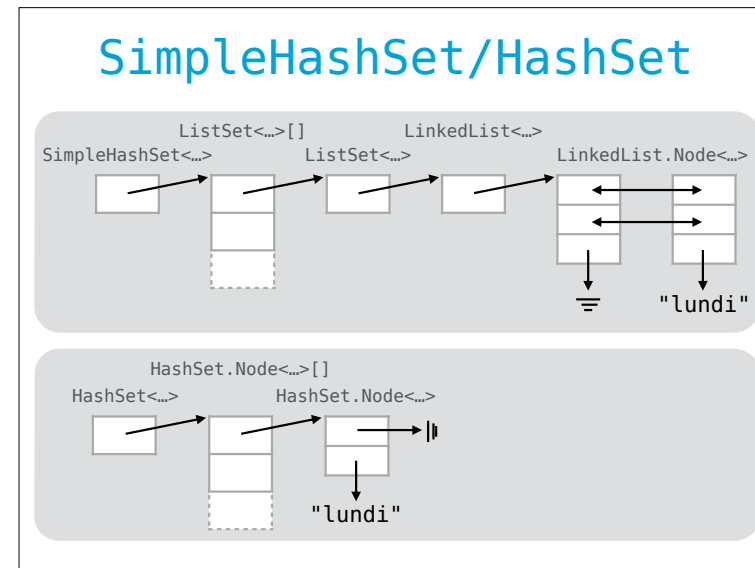 SimpleHashSet/HashSet
ListSet<…>[] LinkedList<…>
SimpleHashSet<…> ListSet<…> LinkedList.Node<…>
"lundi"
HashSet.Node<…>[]
HashSet<…> HashSet.Node<…>
"lundi"